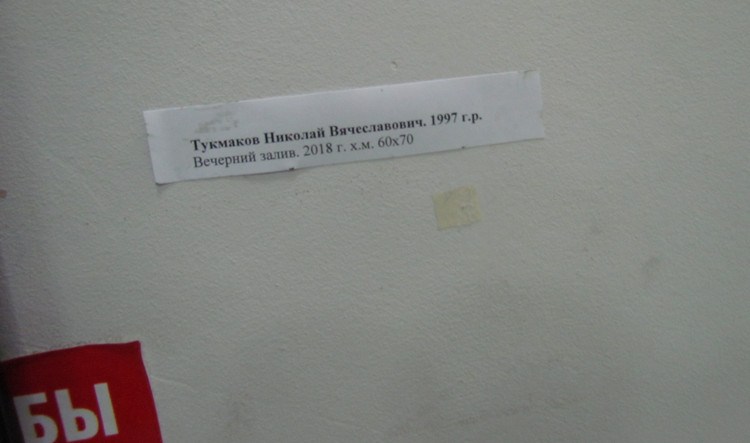 Тукмаков Николай Вячеславович. 1997 г.р.
Вечерний залив. 2018 г. х.м. 60х70
БЫ